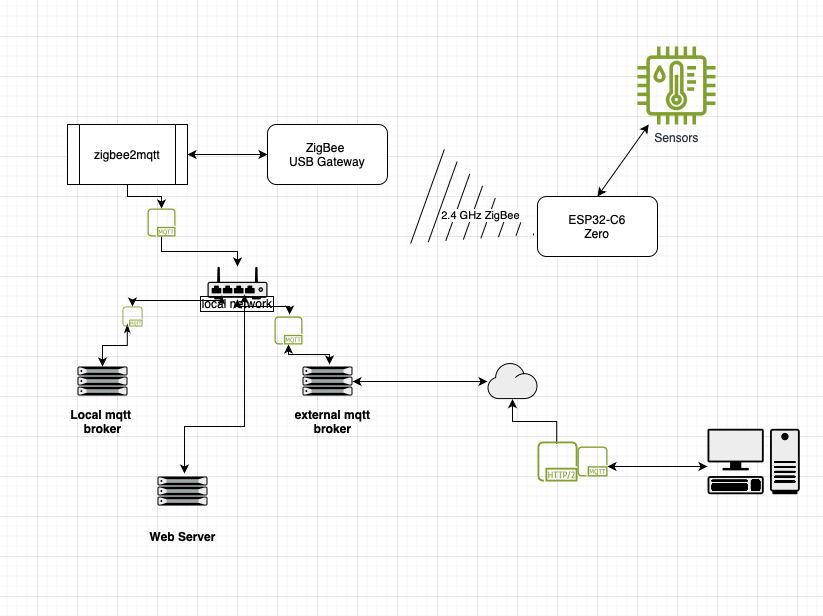 Sensors
zigbee2mqtt
ZigBee
USB Gateway
2.4 GHz ZigBee
ESP32-C6
Zero
MQTT
local network
MQTT
MQTT
Local mqtt
broker
external mqtt
broker
HTTP/2
MQTT
Web Server